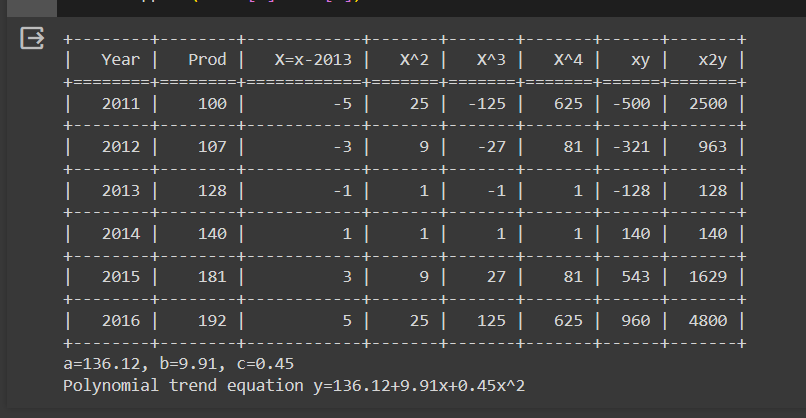 +--------+--------+------------+-------+-------+-------+------+-------+
|   Year |   Prod |   X=x-2013 |   X^2 |   X^3 |   X^4 |   xy |   x2y |
+========+========+============+=======+=======+=======+======+=======+
|   2011 |    100 |         -5 |    25 |  -125 |   625 | -500 |  2500 |
+--------+--------+------------+-------+-------+-------+------+-------+
|   2012 |    107 |         -3 |     9 |   -27 |    81 | -321 |   963 |
+--------+--------+------------+-------+-------+-------+------+-------+
|   2013 |    128 |         -1 |     1 |    -1 |     1 | -128 |   128 |
+--------+--------+------------+-------+-------+-------+------+-------+
|   2014 |    140 |          1 |     1 |     1 |     1 |  140 |   140 |
+--------+--------+------------+-------+-------+-------+------+-------+
|   2015 |    181 |          3 |     9 |    27 |    81 |  543 |  1629 |
+--------+--------+------------+-------+-------+-------+------+-------+
|   2016 |    192 |          5 |    25 |   125 |   625 |  960 |  4800 |
+--------+--------+------------+-------+-------+-------+------+-------+
a=136.12, b=9.91, c=0.45
Polynomial trend equation y=136.12+9.91x+0.45x^2